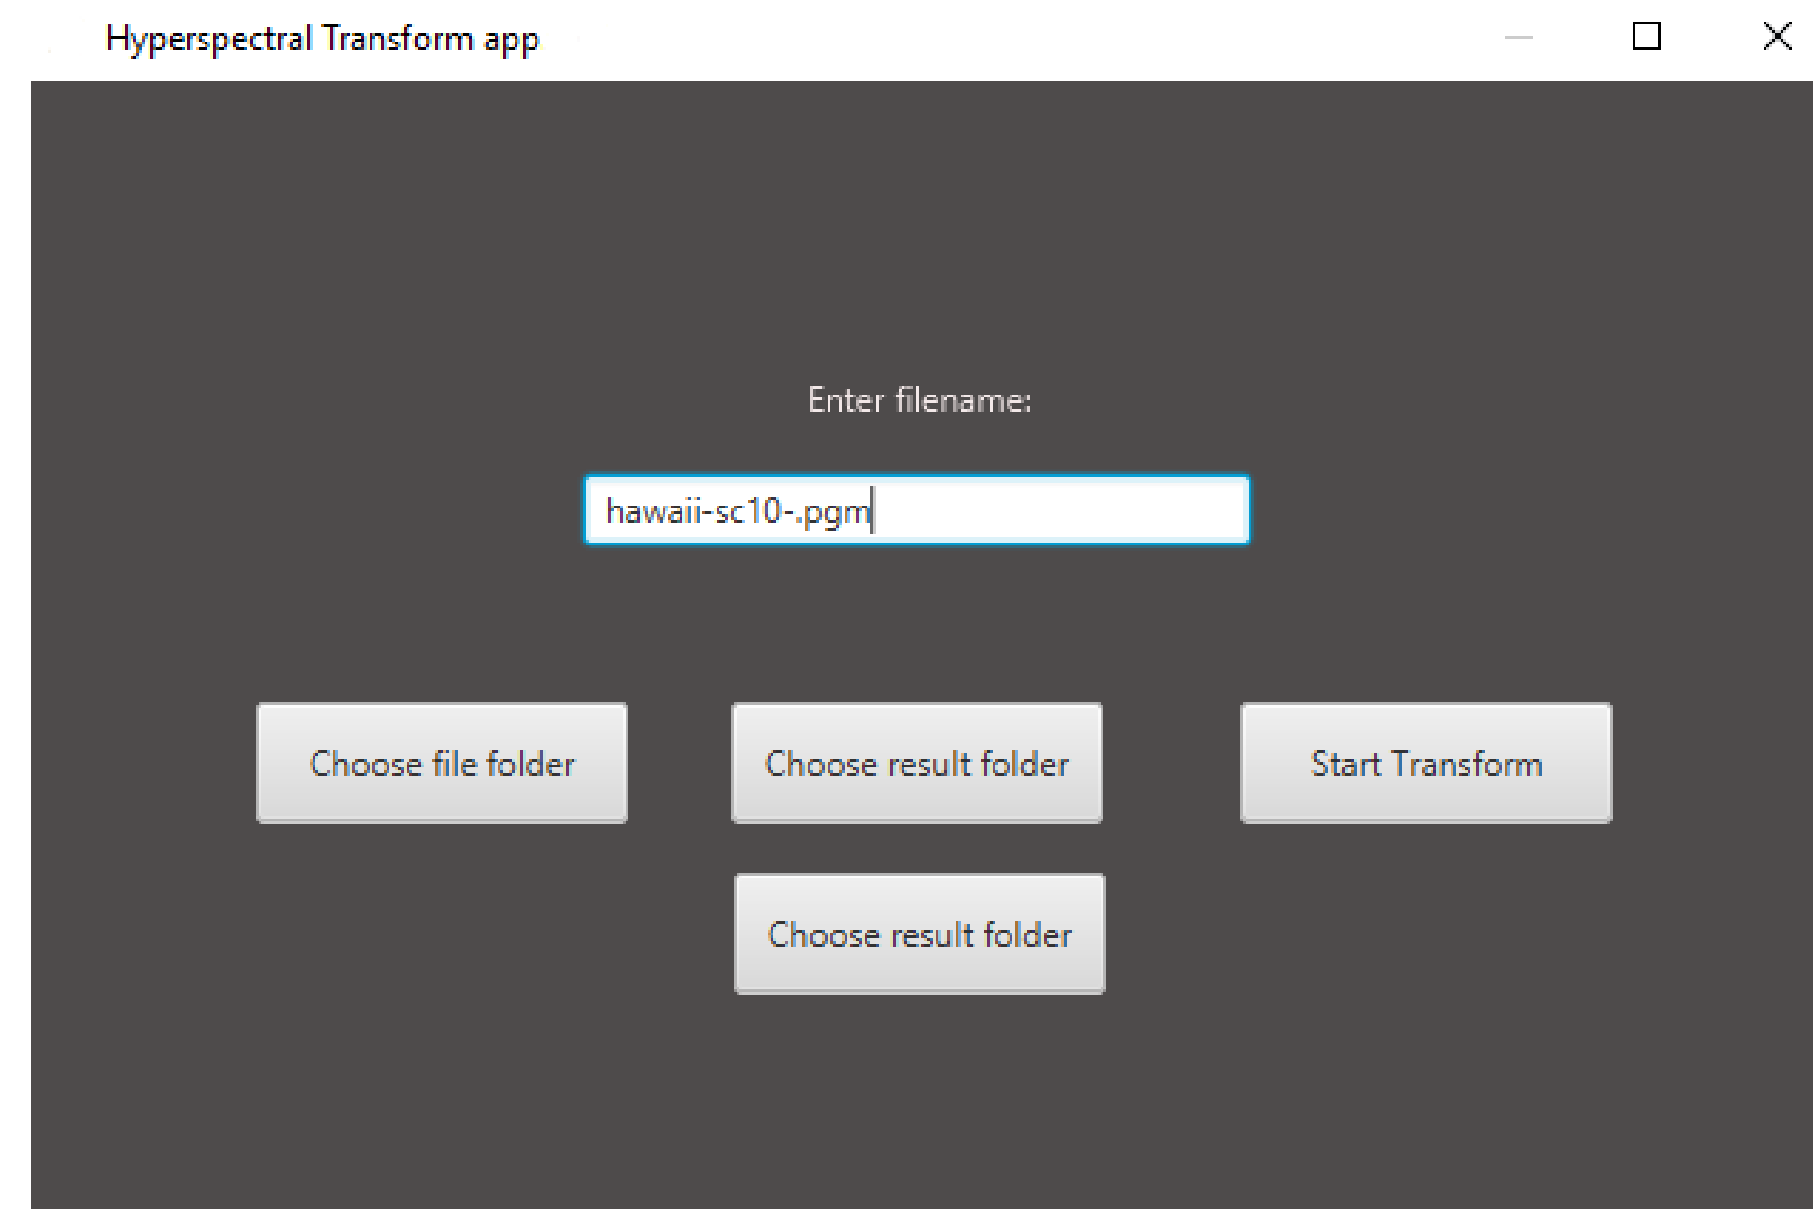 Hyperspectral Transform app
Enter filename:
hawaii-sc10-.pgm
Choose file folder
Choose result folder
Start Transform
Choose result folder